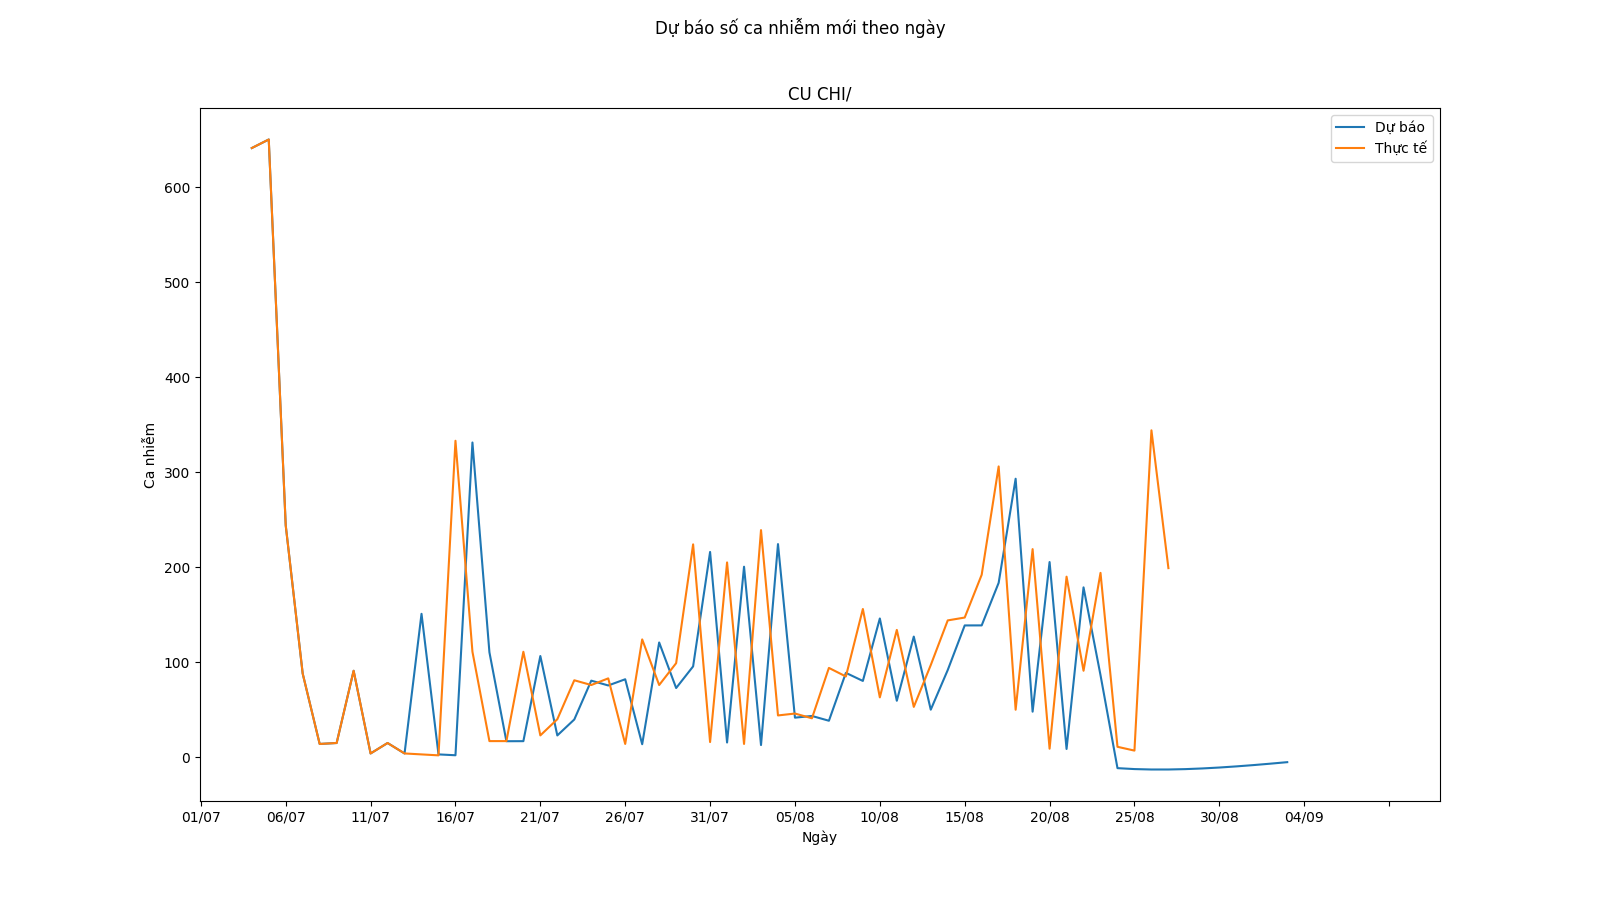 Dự báo số ca nhiễm mới theo ngày
CU CHI/
Dự báo
Thực tế
600
500
400
300
200
100
0
Ca nhiễm
01/07 06/07 11/07 16/07 21/07 26/07 31/07 05/08 10/08 15/08 20/08 25/08 30/08 04/09
Ngày